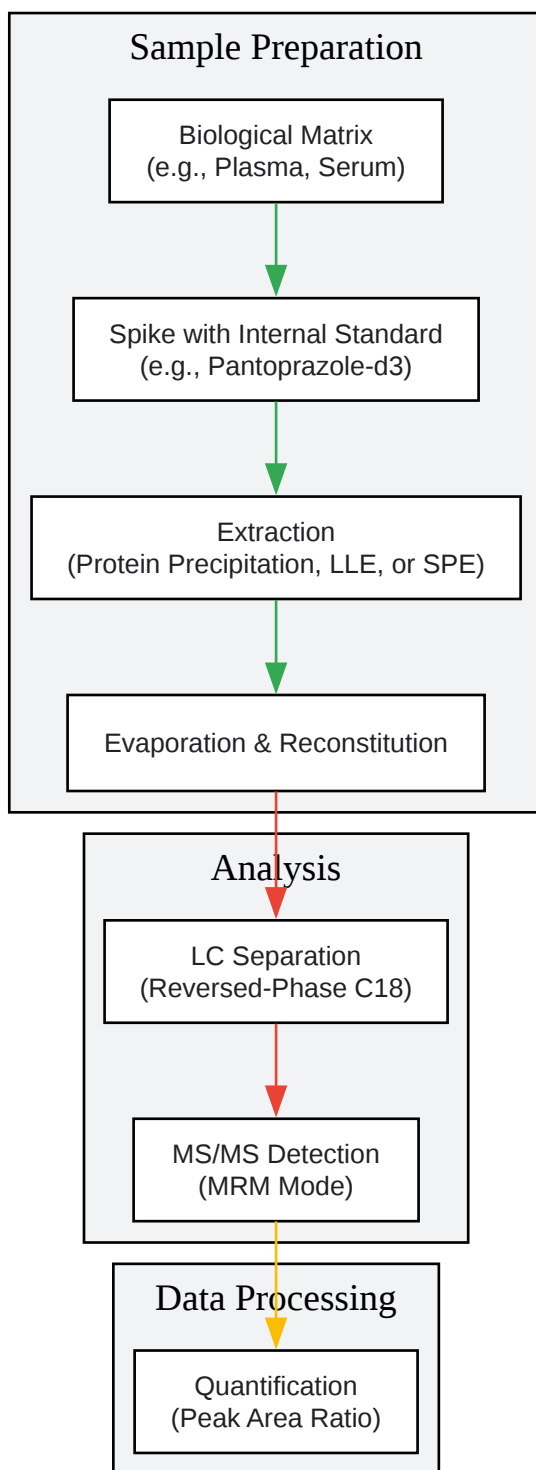 Sample Preparation
Biological Matrix
(e.g., Plasma, Serum)
Spike with Internal Standard
(e.g., Pantoprazole-d3)
Extraction
(Protein Precipitation, LLE, or SPE)
Evaporation & Reconstitution
Analysis
LC Separation
(Reversed-Phase C18)
MS/MS Detection
(MRM Mode)
Data Processing
Quantification
(Peak Area Ratio)